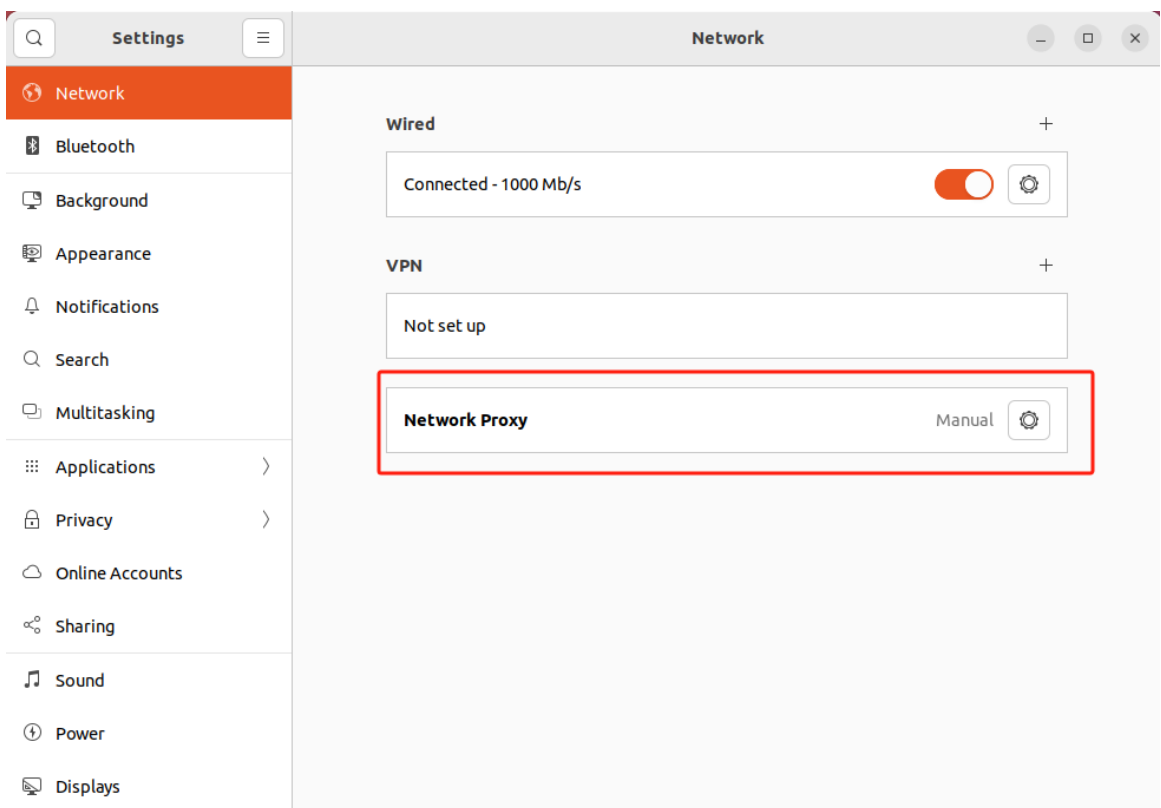 Settings
Network
Network
Bluetooth
Background
Appearance
Notifications
Search
Multitasking
Applications
Privacy
Online Accounts
Sharing
Sound
Power
Displays
Wired
Connected - 1000 Mb/s
VPN
Not set up
Network Proxy Manual